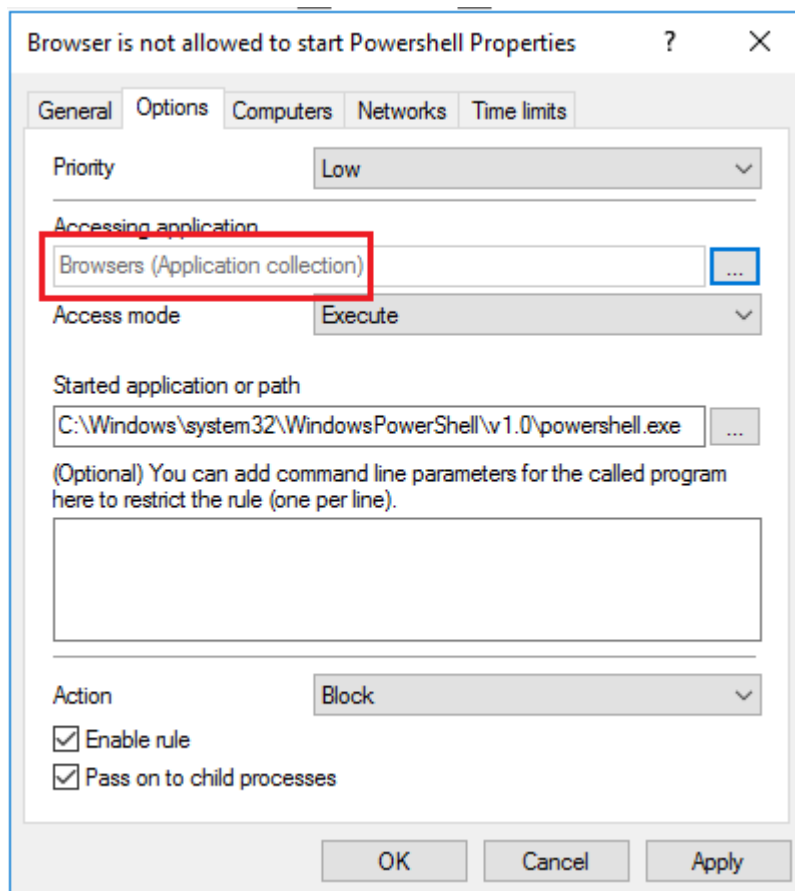 Browser is not allowed to start Powershell Properties ? ×
General Options Computers Networks Time limits
Priority Low
Accessing application
Browsers (Application collection) ...
Access mode Execute
Started application or path
C:\Windows\system32\WindowsPowerShell\v1.0\powershell.exe ...
(Optional) You can add command line parameters for the called program
here to restrict the rule (one per line).
Action Block
Enable rule
Pass on to child processes
OK Cancel Apply